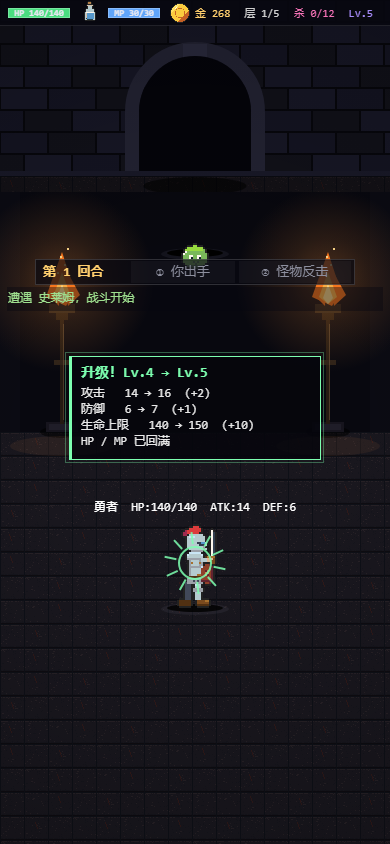 HP 140/140 MP 30/30 金 268 层 1/5 杀 0/12 Lv.5
第 1 回合 ① 你出手 ② 怪物反击
遭遇 史莱姆, 战斗开始
升级! Lv.4 → Lv.5
攻击 14 → 16 (+2)
防御 6 → 7 (+1)
生命上限 140 → 150 (+10)
HP / MP 已回满
勇者 HP:140/140 ATK:14 DEF:6